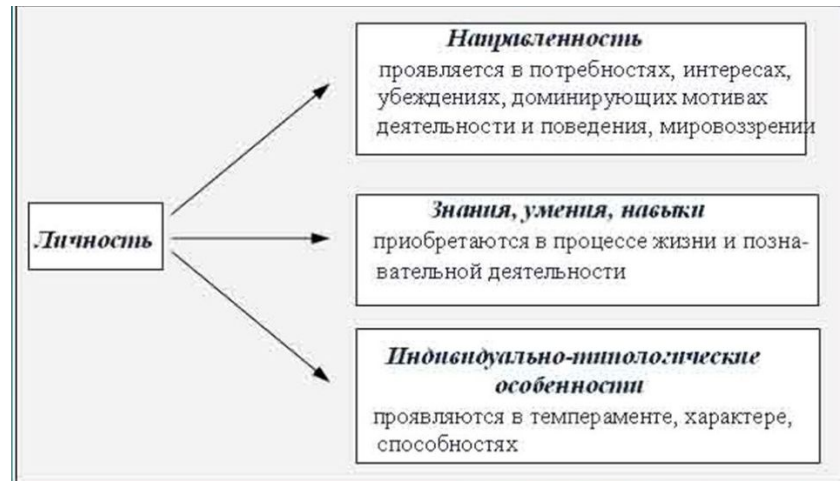 Направленность
проявляется в потребностях, интересах,
убеждениях, доминирующих мотивах
деятельности и поведения, мировоззрении
Личность
Знания, умения, навыки
приобретаются в процессе жизни и позна-
вательной деятельности
Индивидуально-типологические
особенности
проявляются в темпераменте, характере,
способностях